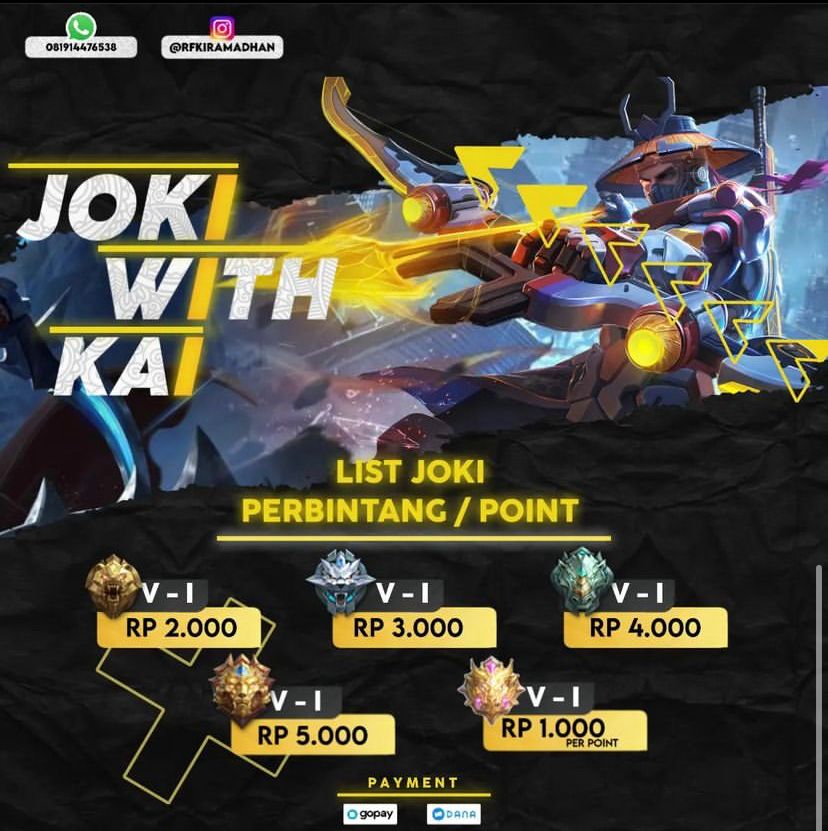 081914476538
@RFKIRAMADHAN
JOKI
WITH
KAI
LIST JOKI
PERBINTANG / POINT
V - I
RP 2.000
V - I
RP 3.000
V - I
RP 4.000
V - I
RP 5.000
V - I
RP 1.000
PER POINT
PAYMENT
gopay
DANA